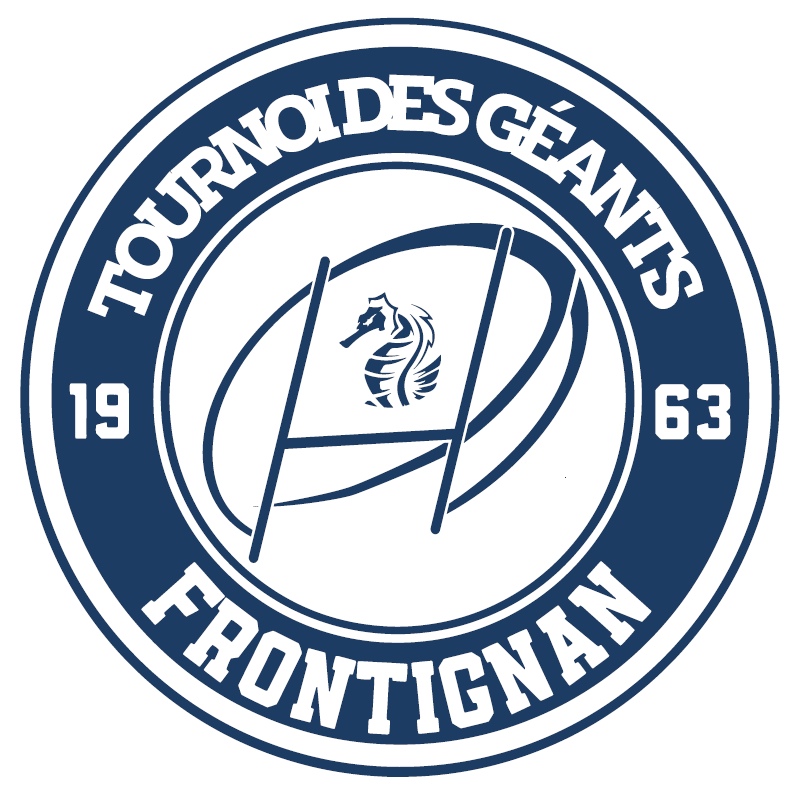 TOURNOI DES GÉANTS
19 63
FRONTIGNAN